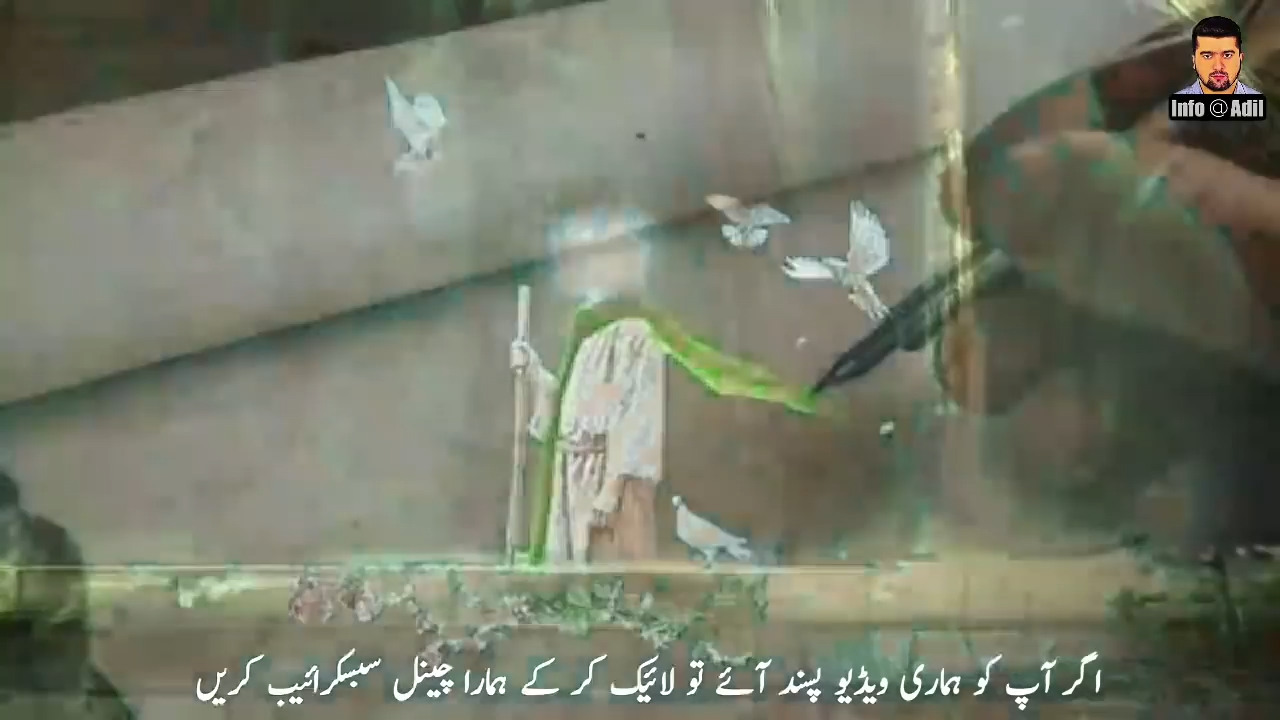 Info @ Adil
اگر آپ کو ہماری ویڈیو پسند آئے تو لائیک کر کے ہمارا چینل سبسکرائیب کریں